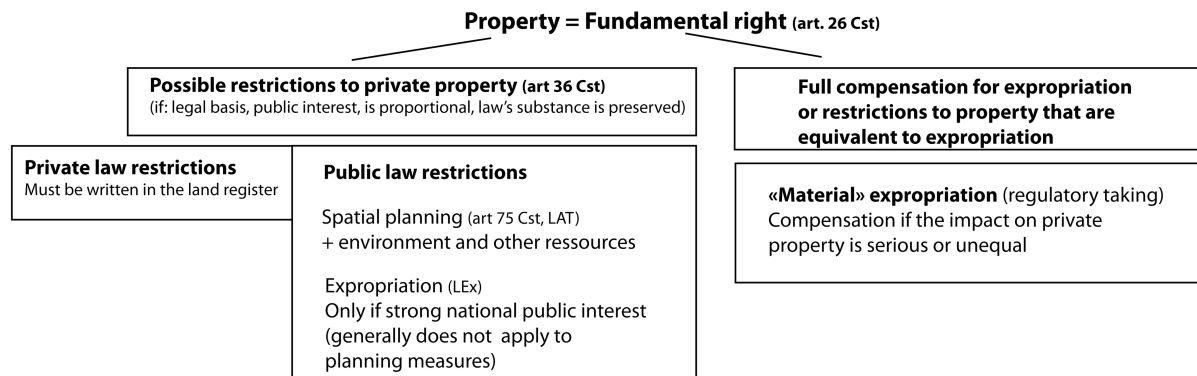 Property = Fundamental right (art. 26 Cst)
Possible restrictions to private property (art 36 Cst)
(if: legal basis, public interest, is proportional, law's substance is preserved)
Private law restrictions
Must be written in the land register
Public law restrictions
Spatial planning (art 75 Cst, LAT)
+ environment and other ressources
Expropriation (LEx)
Only if strong national public interest
(generally does not apply to
planning measures)
Full compensation for expropriation
or restrictions to property that are
equivalent to expropriation
«Material» expropriation (regulatory taking)
Compensation if the impact on private
property is serious or unequal